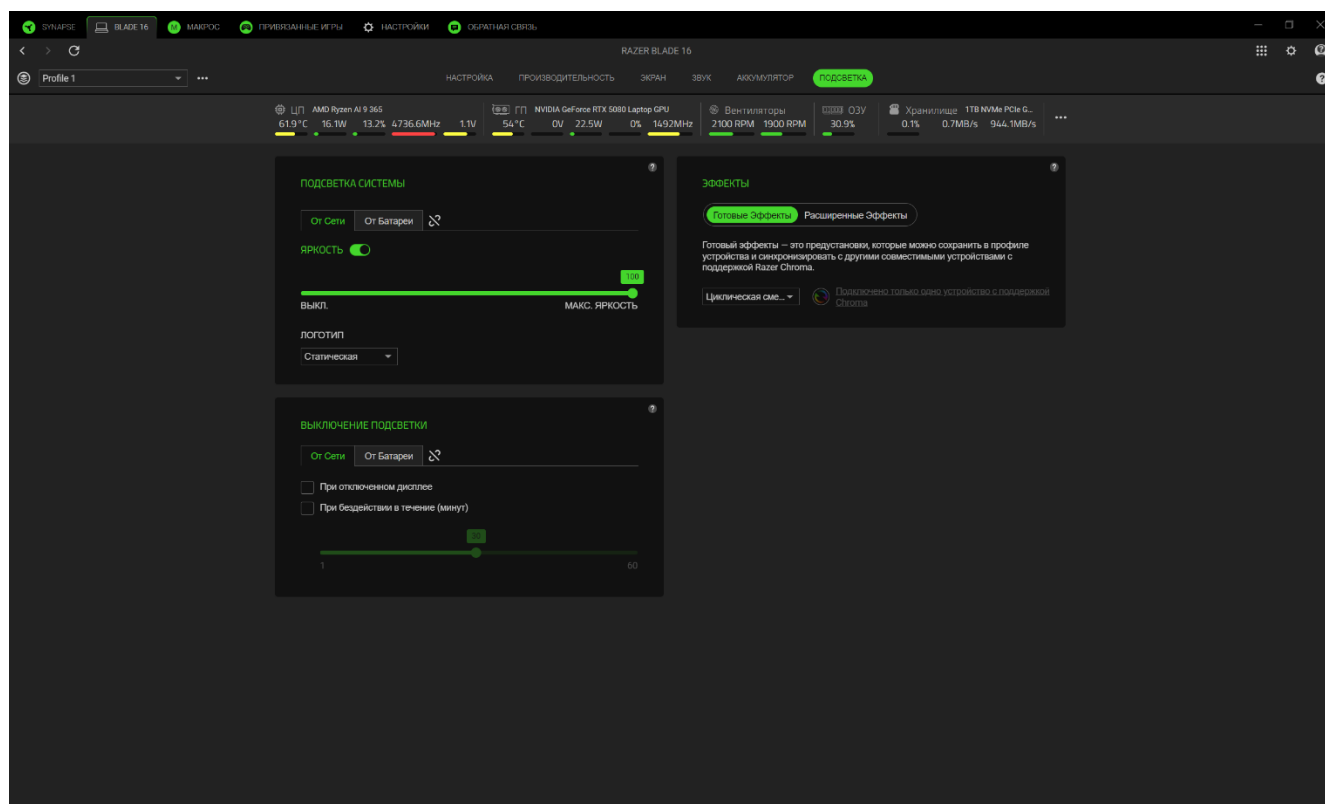 SYNAPSE BLADE 16 МАКРОС ПРИВЯЗАННЫЕ ИГРЫ НАСТРОЙКИ ОБРАТНАЯ СВЯЗЬ
RAZER BLADE 16
Profile 1 НАСТРОЙКА ПРОИЗВОДИТЕЛЬНОСТЬ ЭКРАН ЗВУК АККУМУЛЯТОР ПОДСВЕТКА
ЦП AMD Ryzen AI 9 365 ГП NVIDIA GeForce RTX 5080 Laptop GPU Вентиляторы ОЗУ Хранилище 1TB NVMe PCIe G...
61.9°C 16.1W 13.2% 4736.6MHz 1.1V 54°C 0V 22.5W 0% 1492MHz 2100 RPM 1900 RPM 30.9% 0.1% 0.7MB/s 944.1MB/s
ПОДСВЕТКА СИСТЕМЫ
От Сети От Батареи
ЯРКОСТЬ
100
ВЫКЛ. МАКС. ЯРКОСТЬ
ЛОГОТИП
Статическая
ЭФФЕКТЫ
Готовые Эффекты Расширенные Эффекты
Готовый эффекты — это предустановки, которые можно сохранить в профиле
устройства и синхронизировать с другими совместимыми устройствами с
поддержкой Razer Chroma.
Циклическая сме...
Подключено только одно устройство с поддержкой
Chroma
ВЫКЛЮЧЕНИЕ ПОДСВЕТКИ
От Сети От Батареи
При отключенном дисплее
При бездействии в течение (минут)
30
1 60